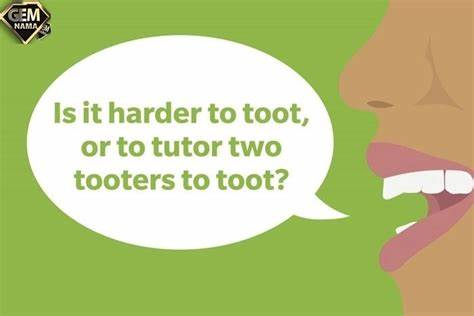 GEM
NAMA
Is it harder to toot,
or to tutor two
tooters to toot?